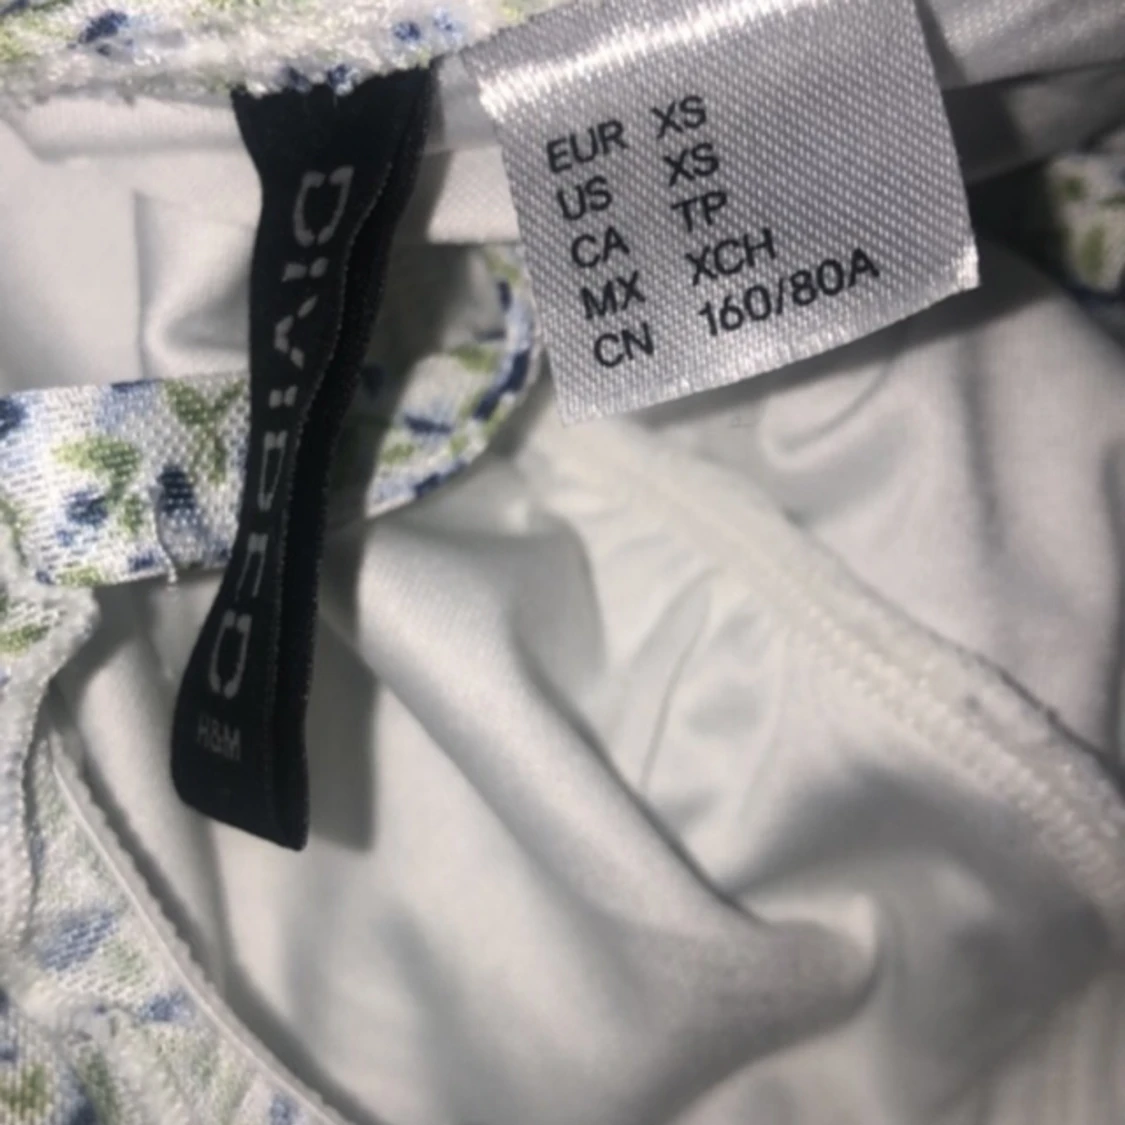 DIVIDED
H&M
EUR XS
US XS
CA TP
MX XCH
CN 160/80A